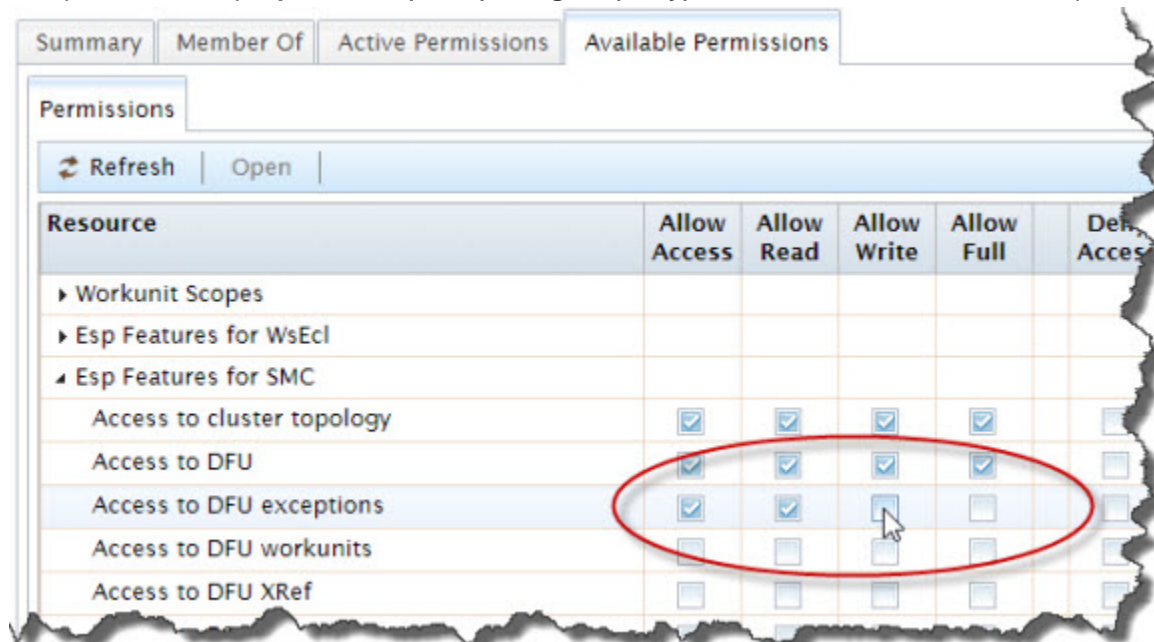 Summary Member Of Active Permissions Available Permissions
Permissions
Refresh Open
Resource Allow Access Allow Read Allow Write Allow Full
Workunit Scopes
Esp Features for WsEcl
Esp Features for SMC
Access to cluster topology
Access to DFU
Access to DFU exceptions
Access to DFU workunits
Access to DFU XRef